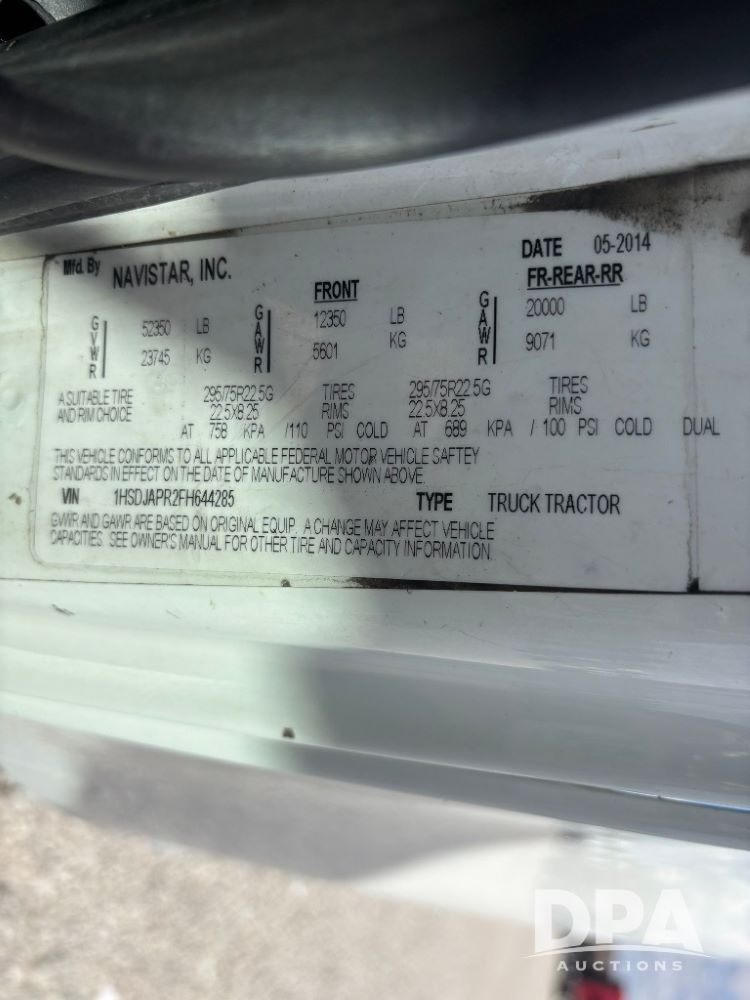 Mfd. By NAVISTAR, INC. DATE 05-2014
FRONT FR-REAR-RR
GVWR 52350 LB GAWR 12350 LB GAWR 20000 LB
23745 KG 5601 KG 9071 KG
A SUITABLE TIRE 295/75R22.5G TIRES 295/75R22.5G TIRES
AND RIM CHOICE 22.5X8.25 RIMS 22.5X8.25 RIMS
AT 758 KPA /110 PSI COLD AT 689 KPA / 100 PSI COLD DUAL
THIS VEHICLE CONFORMS TO ALL APPLICABLE FEDERAL MOTOR VEHICLE SAFTEY
STANDARDS IN EFFECT ON THE DATE OF MANUFACTURE SHOWN ABOVE.
VIN 1HSDJAPR2FH644285 TYPE TRUCK TRACTOR
GVWR AND GAWR ARE BASED ON ORIGINAL EQUIP. A CHANGE MAY AFFECT VEHICLE
CAPACITIES. SEE OWNER'S MANUAL FOR OTHER TIRE AND CAPACITY INFORMATION.
DPA
AUCTIONS